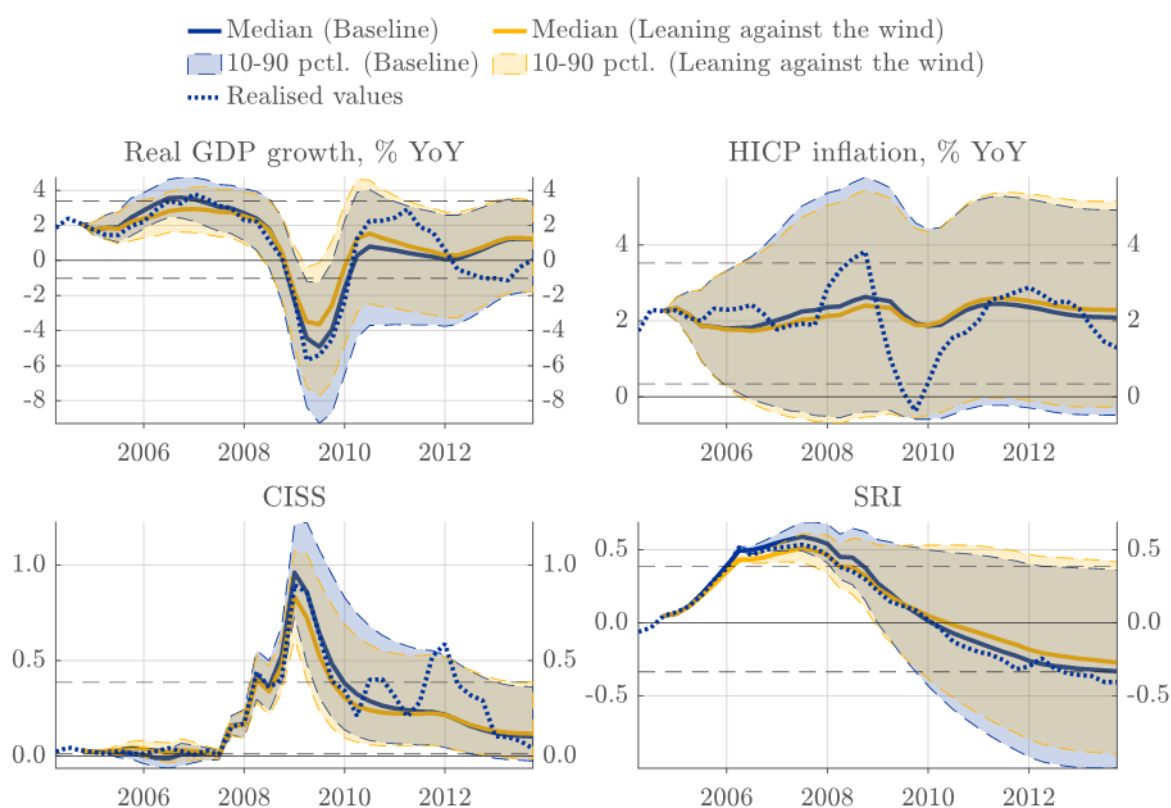 Median (Baseline) Median (Leaning against the wind)
10-90 pctl. (Baseline) 10-90 pctl. (Leaning against the wind)
Realised values
Real GDP growth, % YoY HICP inflation, % YoY
4 4
2 2
0 0
-2 -2
-4 -4
-6 -6
-8 -8
2006 2008 2010 2012
4 4
2 2
0 0
2006 2008 2010 2012
CISS SRI
1.0 1.0
0.5 0.5
0.0 0.0
2006 2008 2010 2012
0.5 0.5
0.0 0.0
-0.5 -0.5
2006 2008 2010 2012